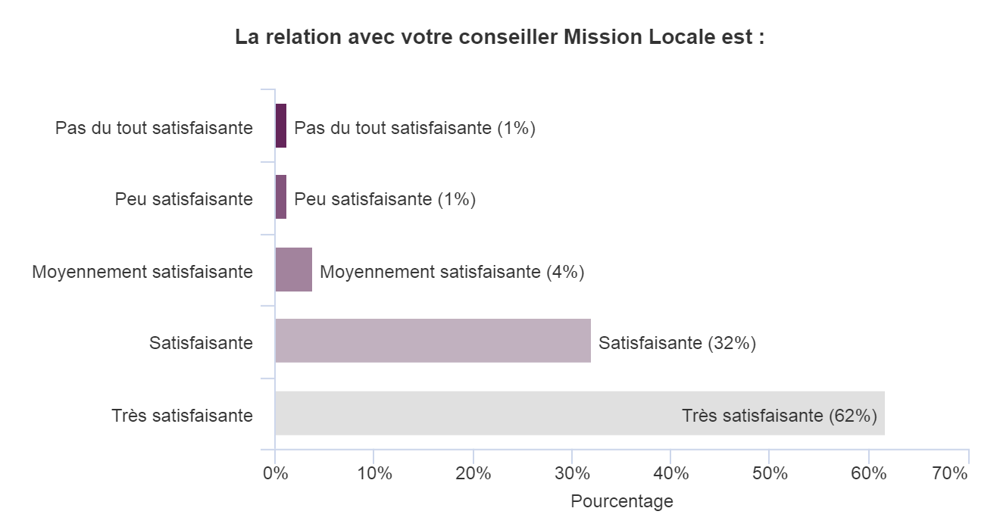 La relation avec votre conseiller Mission Locale est :
Pas du tout satisfaisante Pas du tout satisfaisante (1%)
Peu satisfaisante Peu satisfaisante (1%)
Moyennement satisfaisante Moyennement satisfaisante (4%)
Satisfaisante Satisfaisante (32%)
Très satisfaisante Très satisfaisante (62%)
0% 10% 20% 30% 40% 50% 60% 70%
Pourcentage